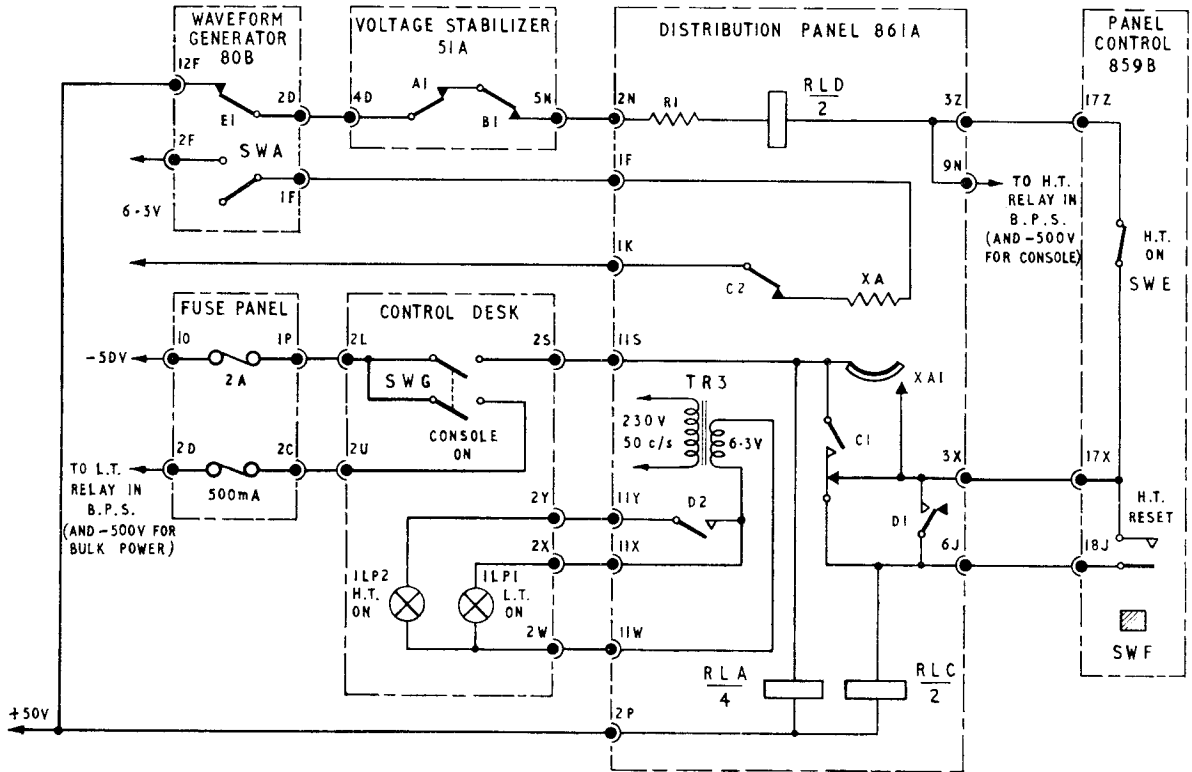 WAVEFORM
GENERATOR
80B
VOLTAGE STABILIZER
51A
DISTRIBUTION PANEL 861A
PANEL
CONTROL
859B
12F
E1
2D
4D
A1
B1
5N
2N
R1
RLD
2
3Z
17Z
2F
SWA
1F
6-3V
1F
9N
TO H.T.
RELAY IN
B.P.S.
(AND-500V
FOR CONSOLE)
H.T.
ON
SWE
1K
C2
XA
FUSE PANEL
CONTROL DESK
-50V
10
2A
1P
2L
SWG
CONSOLE
ON
2S
11S
TR3
230V
50 c/s
6-3V
XA1
C1
2D
500mA
2C
2U
TO L.T.
RELAY IN
B.P.S.
(AND-500V FOR
BULK POWER)
3X
17X
2Y
11Y
D2
D1
H.T.
RESET
2X
11X
6J
18J
1LP2
H.T.
ON
1LP1
L.T.
ON
2W
11W
SWF
RLA
4
RLC
2
+50V
2P